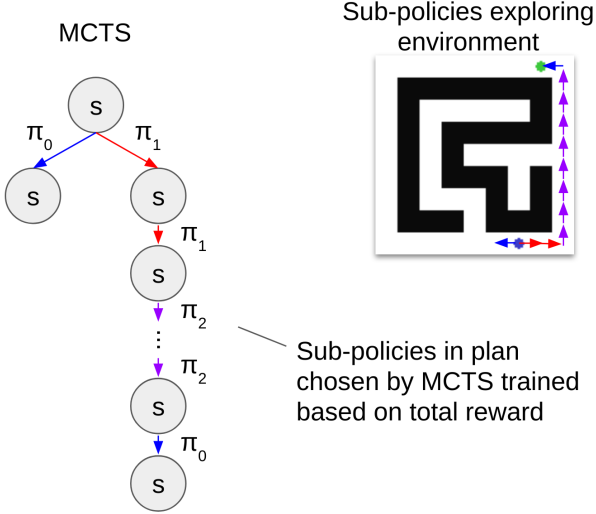 MCTS
Sub-policies exploring
environment
s
π0
π1
s
s
π1
s
π2
⋮
π2
s
π0
s
Sub-policies in plan
chosen by MCTS trained
based on total reward